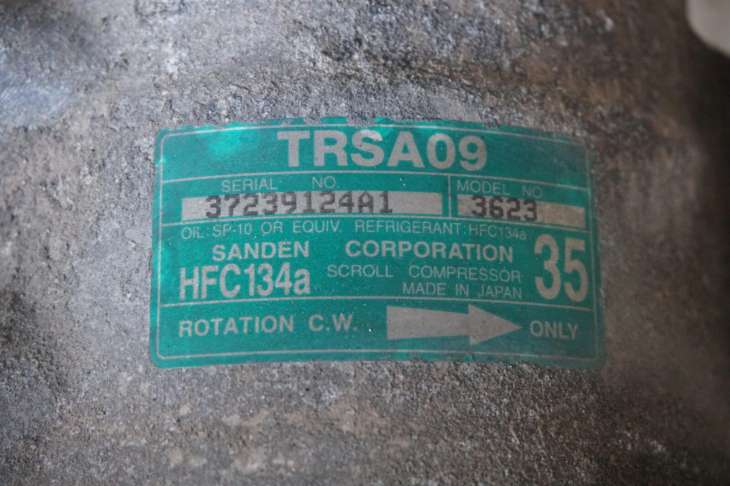 TRSA09
SERIAL NO. MODEL NO
37239124A1 3623
OIL: SP-10 OR EQUIV. REFRIGERANT: HFC134a
SANDEN CORPORATION 35
HFC134a SCROLL COMPRESSOR
MADE IN JAPAN
ROTATION C.W. ONLY